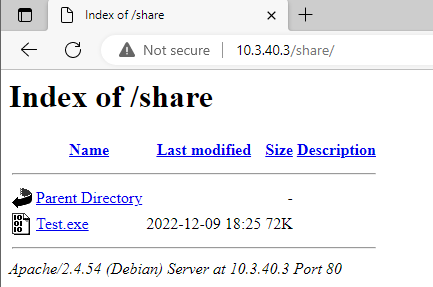 Index of /share
Not secure 10.3.40.3/share/
Index of /share
Name Last modified Size Description
Parent Directory -
Test.exe 2022-12-09 18:25 72K
Apache/2.4.54 (Debian) Server at 10.3.40.3 Port 80